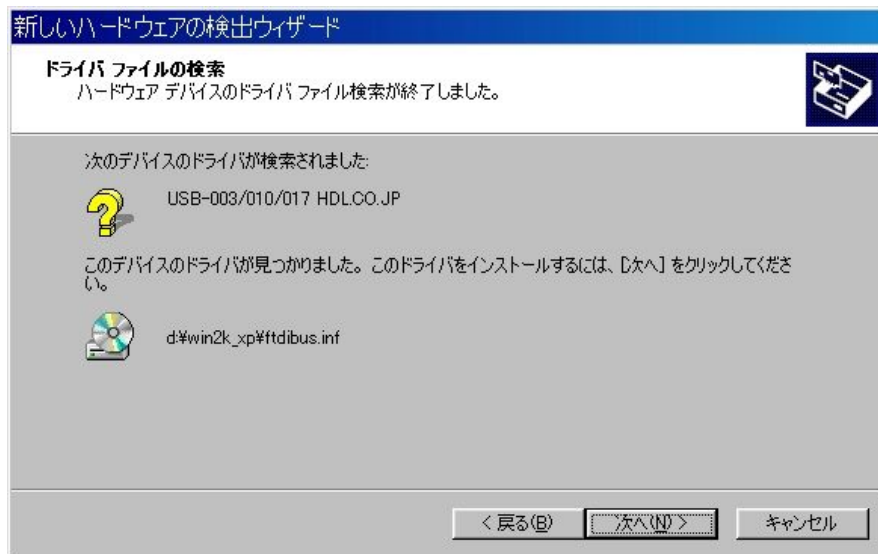 新しいハードウェアの検出ウィザード
ドライバ ファイルの検索
ハードウェア デバイスのドライバ ファイル検索が終了しました。
次のデバイスのドライバが検索されました:
USB-003/010/017 HDL.CO.JP
このデバイスのドライバが見つかりました。このドライバをインストールするには、[次へ] をクリックしてくださ
い。
d:¥win2k_xp¥ftdibus.inf
< 戻る(B)
次へ(N) >
キャンセル